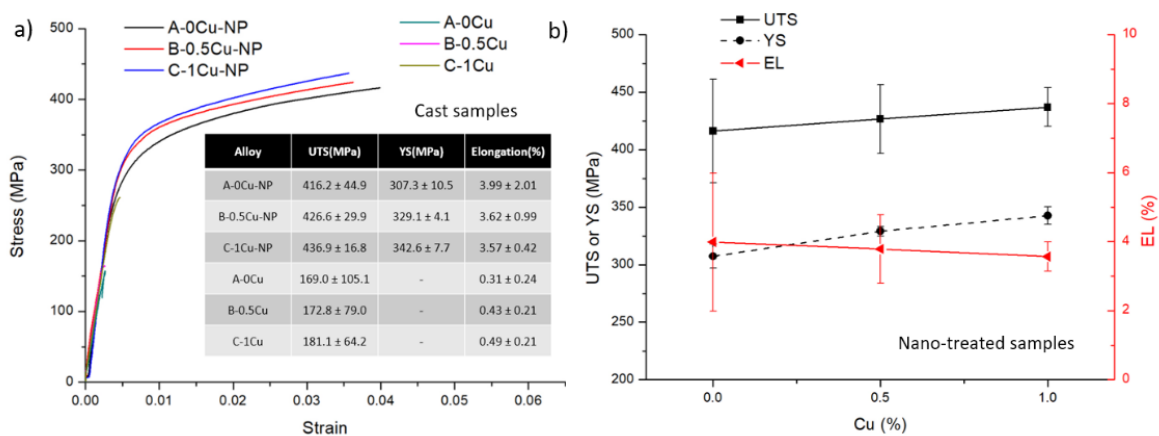 a)
A-0Cu-NP
B-0.5Cu-NP
C-1Cu-NP
A-0Cu
B-0.5Cu
C-1Cu
Cast samples
Alloy UTS(MPa) YS(MPa) Elongation(%)
A-0Cu-NP 416.2 ± 44.9 307.3 ± 10.5 3.99 ± 2.01
B-0.5Cu-NP 426.6 ± 29.9 329.1 ± 4.1 3.62 ± 0.99
C-1Cu-NP 436.9 ± 16.8 342.6 ± 7.7 3.57 ± 0.42
A-0Cu 169.0 ± 105.1 - 0.31 ± 0.24
B-0.5Cu 172.8 ± 79.0 - 0.43 ± 0.21
C-1Cu 181.1 ± 64.2 - 0.49 ± 0.21
500
400
300
200
100
0
Stress (MPa)
0.00 0.01 0.02 0.03 0.04 0.05 0.06
Strain
b)
UTS
YS
EL
450
425
350
300
325
275
250
225
200
UTS or YS (MPa)
10
8
6
4
2
0
EL (%)
Nano-treated samples
0.0 0.5 1.0
Cu (%)